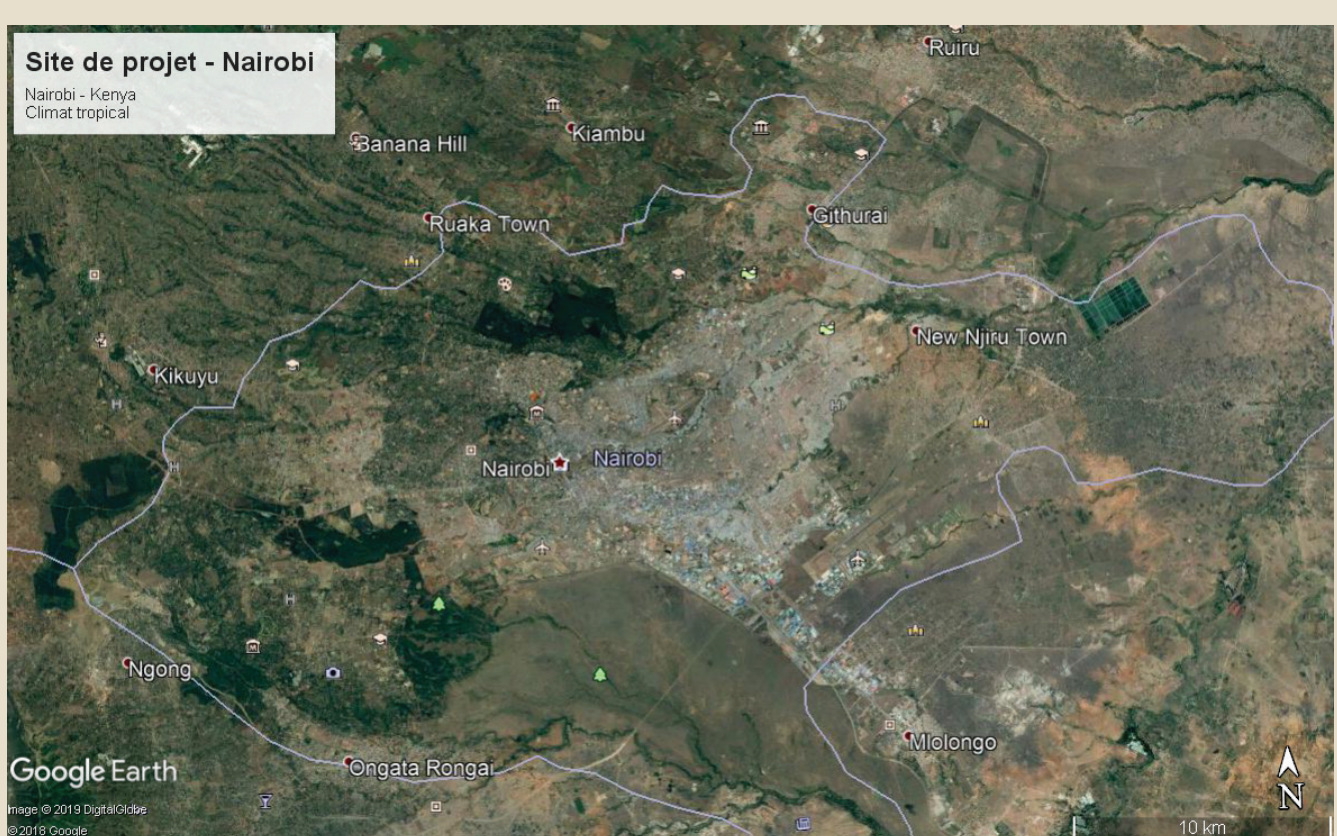 Site de projet - Nairobi
Nairobi - Kenya
Climat tropical
Ruiru
Banana Hill
Kiambu
Ruaka Town
Githurai
New Njiru Town
Kikuyu
Nairobi
Nairobi
Ngong
Mlolongo
Ongata Rongai
Google Earth
Image © 2019 DigitalGlobe
© 2018 Google
N
10 km